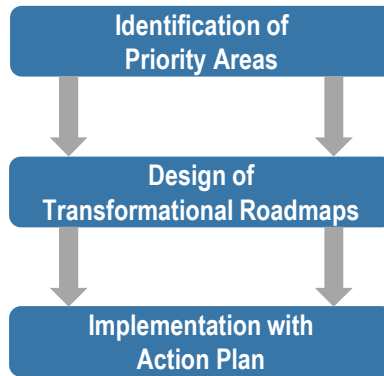 Identification of
Priority Areas
Design of
Transformational Roadmaps
Implementation with
Action Plan